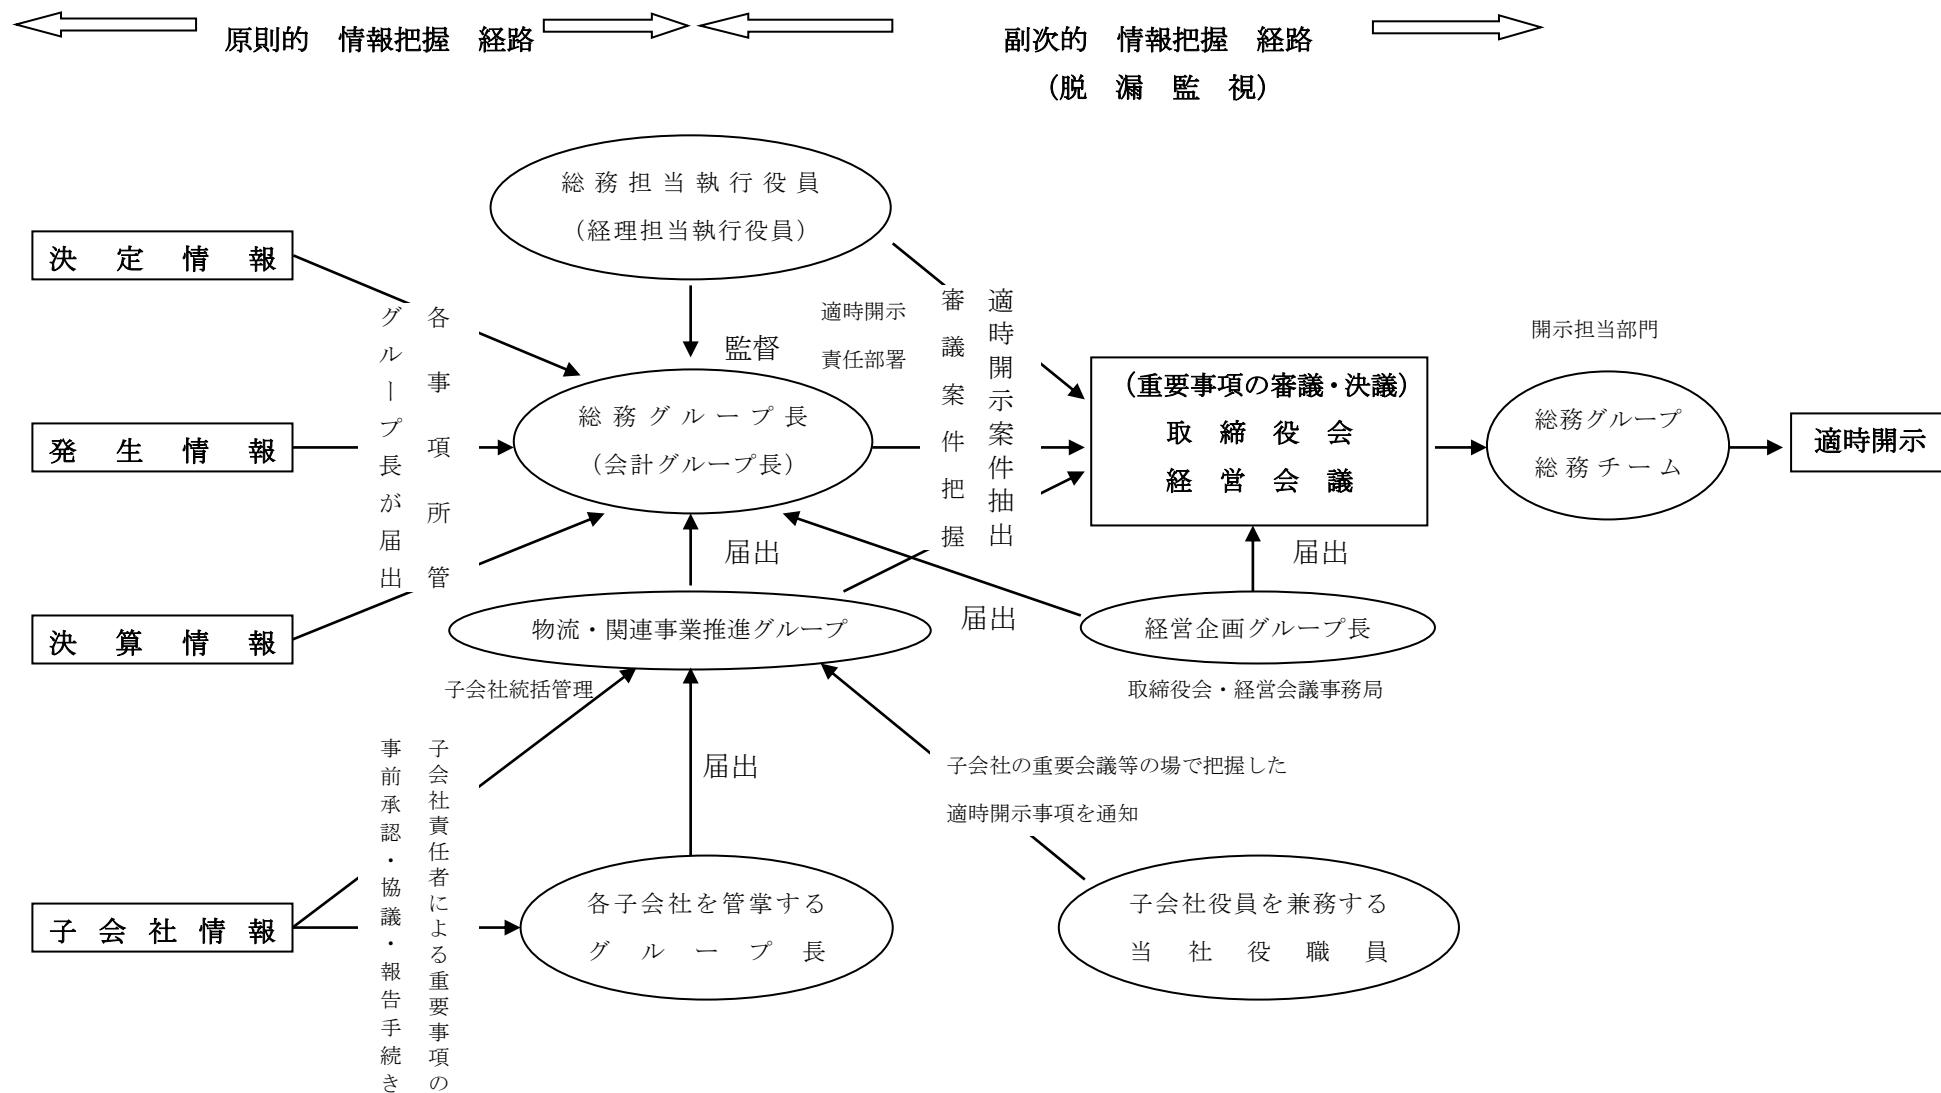 原則的　情報把握　経路
副次的　情報把握　経路
（脱　漏　監　視）
総務担当執行役員
（経理担当執行役員）
決定情報
各事項所管
グループ長が届出
監督
適時開示
責任部署
適時開示案件抽出
審議案件把握
開示担当部門
発生情報
総務グループ長
（会計グループ長）
（重要事項の審議・決議）
取締役会
経営会議
総務グループ
総務チーム
適時開示
届出
届出
届出
決算情報
物流・関連事業推進グループ
経営企画グループ長
子会社統括管理
取締役会・経営会議事務局
子会社責任者による重要事項の
事前承認・協議・報告手続き
届出
子会社の重要会議等の場で把握した
適時開示事項を通知
子会社情報
各子会社を管掌する
グループ長
子会社役員を兼務する
当社役職員